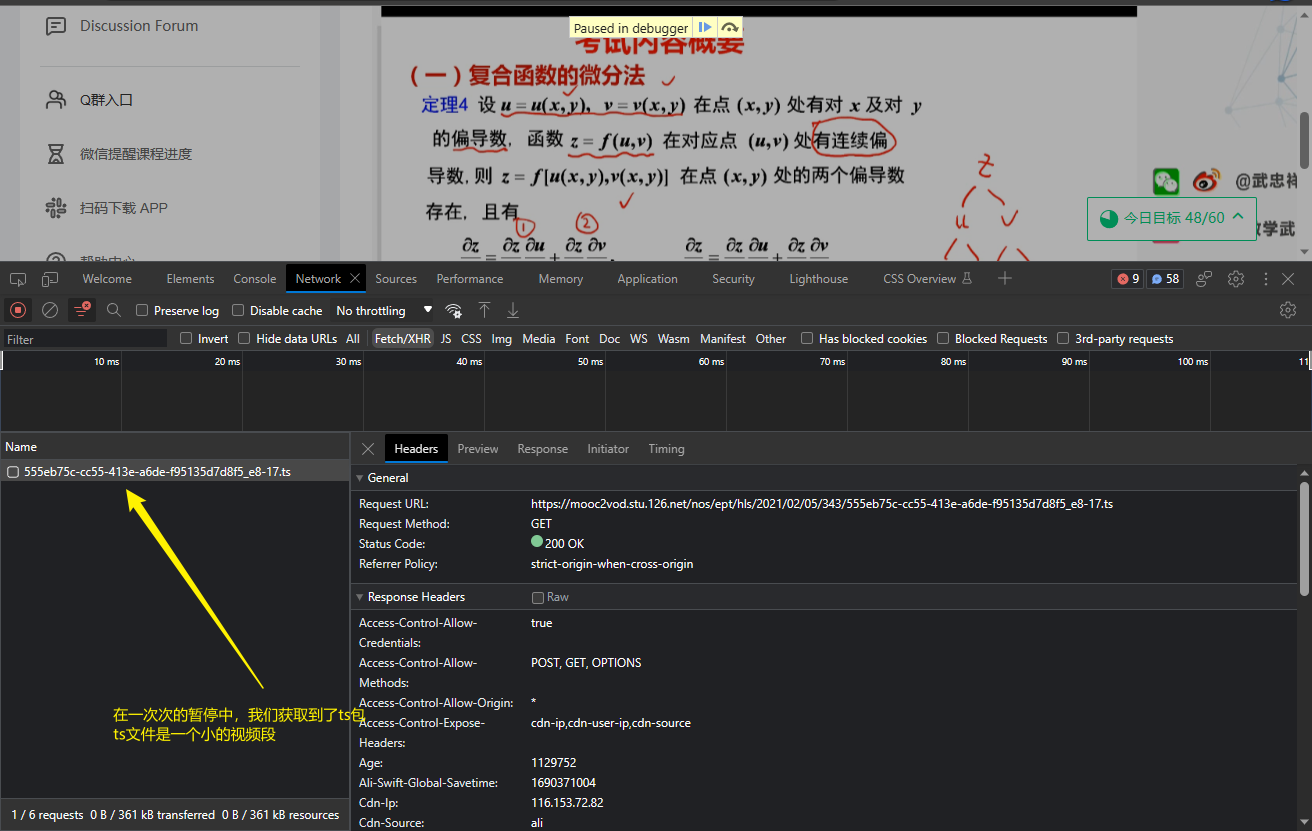 Discussion Forum
Q群入口
微信提醒课程进度
扫码下载 APP
Paused in debugger
考试内容概要
(一)复合函数的微分法
定理4 设 u = u(x,y), v = v(x,y) 在点 (x,y) 处有对 x 及对 y
的偏导数, 函数 z = f(u,v) 在对应点 (u,v) 处有连续偏
导数, 则 z = f[u(x,y),v(x,y)] 在点 (x,y) 处的两个偏导数
存在, 且有
① ②
∂z ∂z ∂u ∂z ∂v ∂z ∂z ∂u ∂z ∂v
= + =
z
u v
@武忠祥
今日目标 48/60
学武
Welcome Elements Console Network Sources Performance Memory Application Security Lighthouse CSS Overview 9 58
Preserve log Disable cache No throttling
Filter Invert Hide data URLs All Fetch/XHR JS CSS Img Media Font Doc WS Wasm Manifest Other Has blocked cookies Blocked Requests 3rd-party requests
10 ms 20 ms 30 ms 40 ms 50 ms 60 ms 70 ms 80 ms 90 ms 100 ms 11
Name
555eb75c-cc55-413e-a6de-f95135d7d8f5_e8-17.ts
在一次次的暂停中，我们获取到了ts包
ts文件是一个小的视频段
1 / 6 requests 0 B / 361 kB transferred 0 B / 361 kB resources
Headers Preview Response Initiator Timing
General
Request URL: https://mooc2vod.stu.126.net/nos/ept/hls/2021/02/05/343/555eb75c-cc55-413e-a6de-f95135d7d8f5_e8-17.ts
Request Method: GET
Status Code: 200 OK
Referrer Policy: strict-origin-when-cross-origin
Response Headers Raw
Access-Control-Allow- true
Credentials:
Access-Control-Allow- POST, GET, OPTIONS
Methods:
Access-Control-Allow-Origin: *
Access-Control-Expose- cdn-ip,cdn-user-ip,cdn-source
Headers:
Age: 1129752
Ali-Swift-Global-Savetime: 1690371004
Cdn-Ip: 116.153.72.82
Cdn-Source: ali